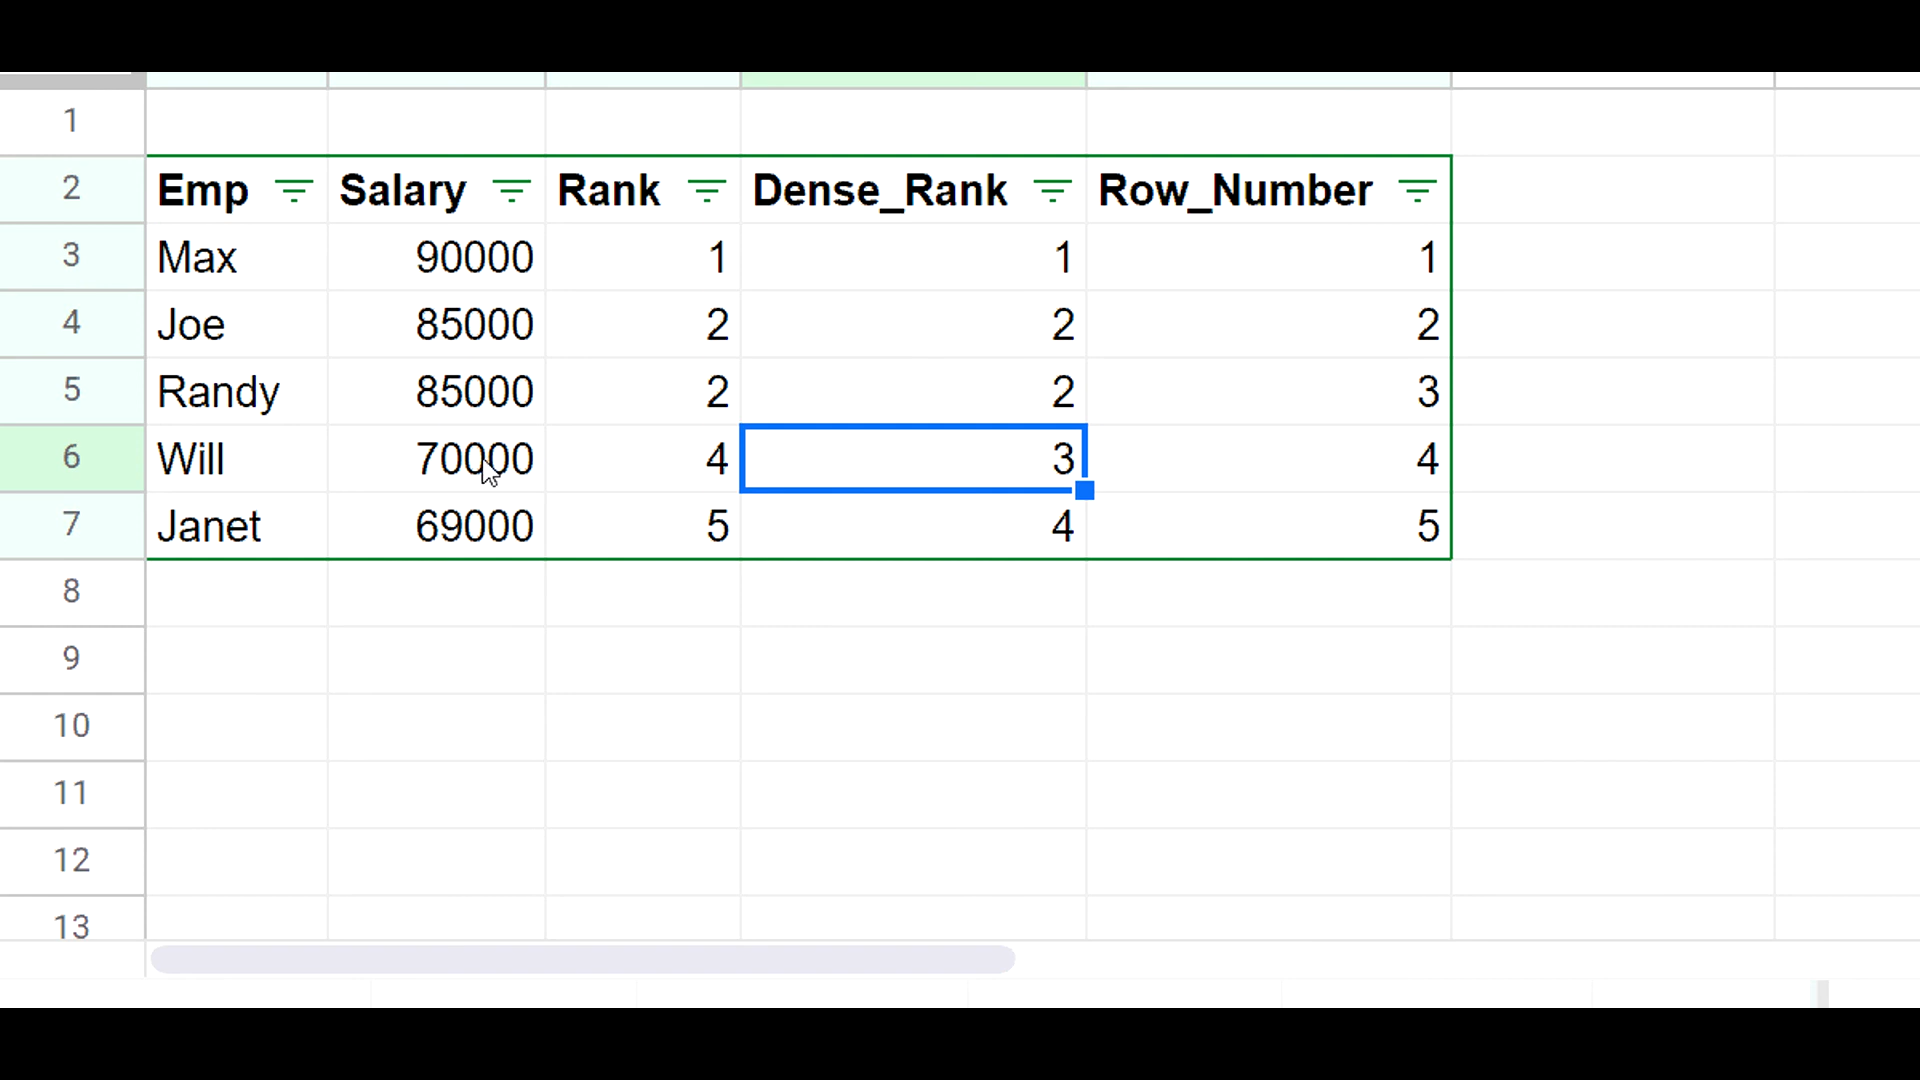 1
2 Emp Salary Rank Dense_Rank Row_Number
3 Max 90000 1 1 1
4 Joe 85000 2 2 2
5 Randy 85000 2 2 3
6 Will 70000 4 3 4
7 Janet 69000 5 4 5
8
9
10
11
12
13